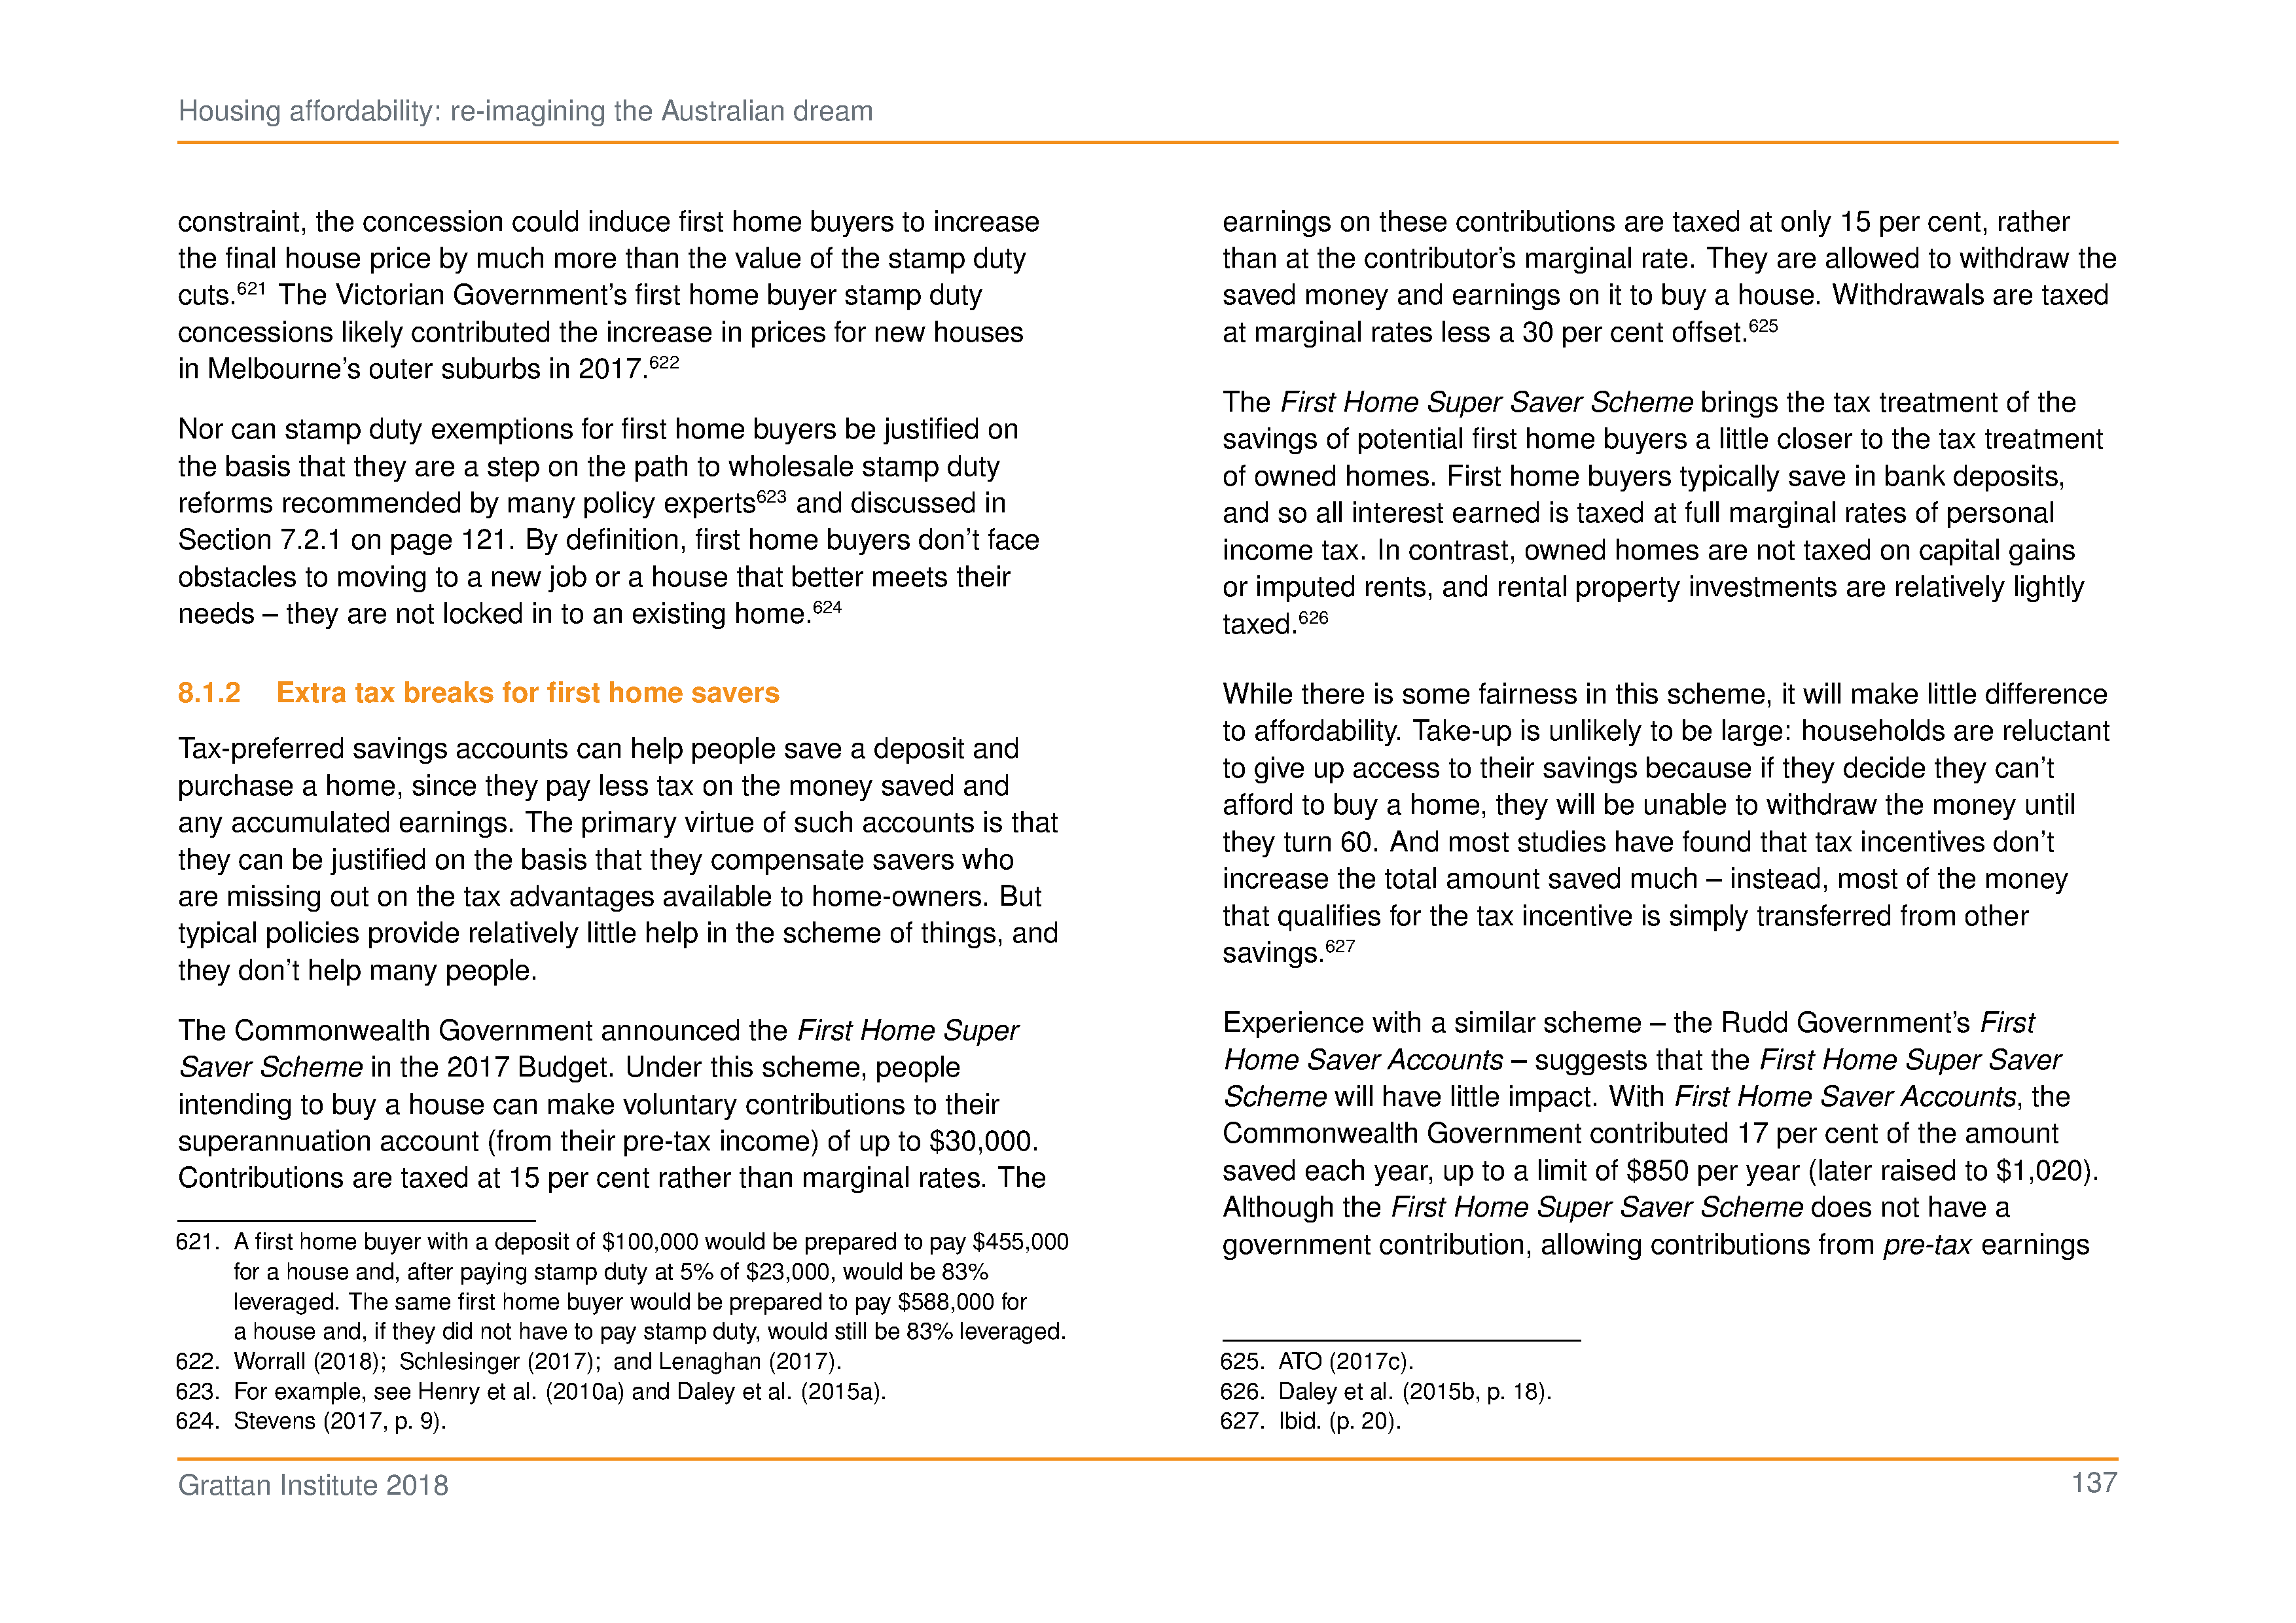 Housing affordability: re-imagining the Australian dream
constraint, the concession could induce first home buyers to increase
the final house price by much more than the value of the stamp duty
cuts.621 The Victorian Government's first home buyer stamp duty
concessions likely contributed the increase in prices for new houses
in Melbourne's outer suburbs in 2017.622
Nor can stamp duty exemptions for first home buyers be justified on
the basis that they are a step on the path to wholesale stamp duty
reforms recommended by many policy experts623 and discussed in
Section 7.2.1 on page 121. By definition, first home buyers don't face
obstacles to moving to a new job or a house that better meets their
needs – they are not locked in to an existing home.624
8.1.2 Extra tax breaks for first home savers
Tax-preferred savings accounts can help people save a deposit and
purchase a home, since they pay less tax on the money saved and
any accumulated earnings. The primary virtue of such accounts is that
they can be justified on the basis that they compensate savers who
are missing out on the tax advantages available to home-owners. But
typical policies provide relatively little help in the scheme of things, and
they don't help many people.
The Commonwealth Government announced the First Home Super
Saver Scheme in the 2017 Budget. Under this scheme, people
intending to buy a house can make voluntary contributions to their
superannuation account (from their pre-tax income) of up to $30,000.
Contributions are taxed at 15 per cent rather than marginal rates. The
621. A first home buyer with a deposit of $100,000 would be prepared to pay $455,000
for a house and, after paying stamp duty at 5% of $23,000, would be 83%
leveraged. The same first home buyer would be prepared to pay $588,000 for
a house and, if they did not have to pay stamp duty, would still be 83% leveraged.
622. Worrall (2018); Schlesinger (2017); and Lenaghan (2017).
623. For example, see Henry et al. (2010a) and Daley et al. (2015a).
624. Stevens (2017, p. 9).
earnings on these contributions are taxed at only 15 per cent, rather
than at the contributor's marginal rate. They are allowed to withdraw the
saved money and earnings on it to buy a house. Withdrawals are taxed
at marginal rates less a 30 per cent offset.625
The First Home Super Saver Scheme brings the tax treatment of the
savings of potential first home buyers a little closer to the tax treatment
of owned homes. First home buyers typically save in bank deposits,
and so all interest earned is taxed at full marginal rates of personal
income tax. In contrast, owned homes are not taxed on capital gains
or imputed rents, and rental property investments are relatively lightly
taxed.626
While there is some fairness in this scheme, it will make little difference
to affordability. Take-up is unlikely to be large: households are reluctant
to give up access to their savings because if they decide they can't
afford to buy a home, they will be unable to withdraw the money until
they turn 60. And most studies have found that tax incentives don't
increase the total amount saved much – instead, most of the money
that qualifies for the tax incentive is simply transferred from other
savings.627
Experience with a similar scheme – the Rudd Government's First
Home Saver Accounts – suggests that the First Home Super Saver
Scheme will have little impact. With First Home Saver Accounts, the
Commonwealth Government contributed 17 per cent of the amount
saved each year, up to a limit of $850 per year (later raised to $1,020).
Although the First Home Super Saver Scheme does not have a
government contribution, allowing contributions from pre-tax earnings
625. ATO (2017c).
626. Daley et al. (2015b, p. 18).
627. Ibid. (p. 20).
Grattan Institute 2018
137